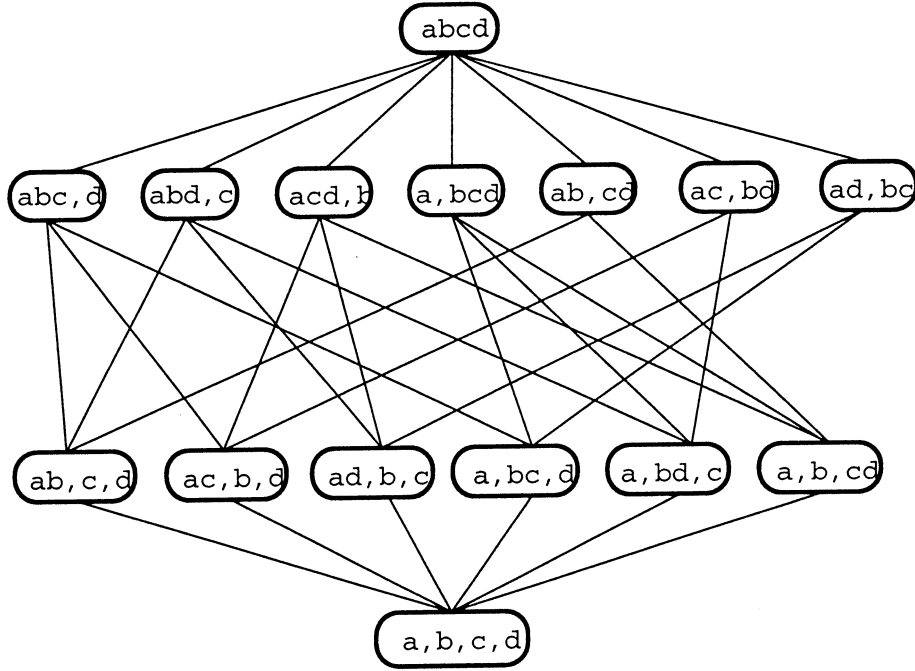 abcd
abc,d abd,c acd,b a,bcd ab,cd ac,bd ad,bc
ab,c,d ac,b,d ad,b,c a,bc,d a,bd,c a,b,cd
a,b,c,d